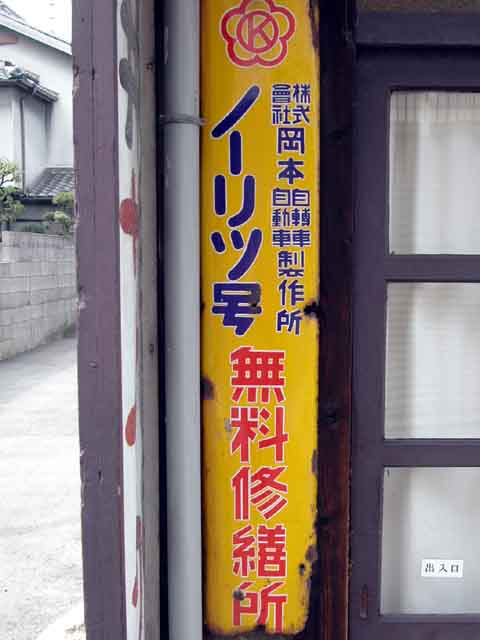 K
株式會社岡本自轉車自動車製作所
ノーリツ号
無料修繕所
出入口